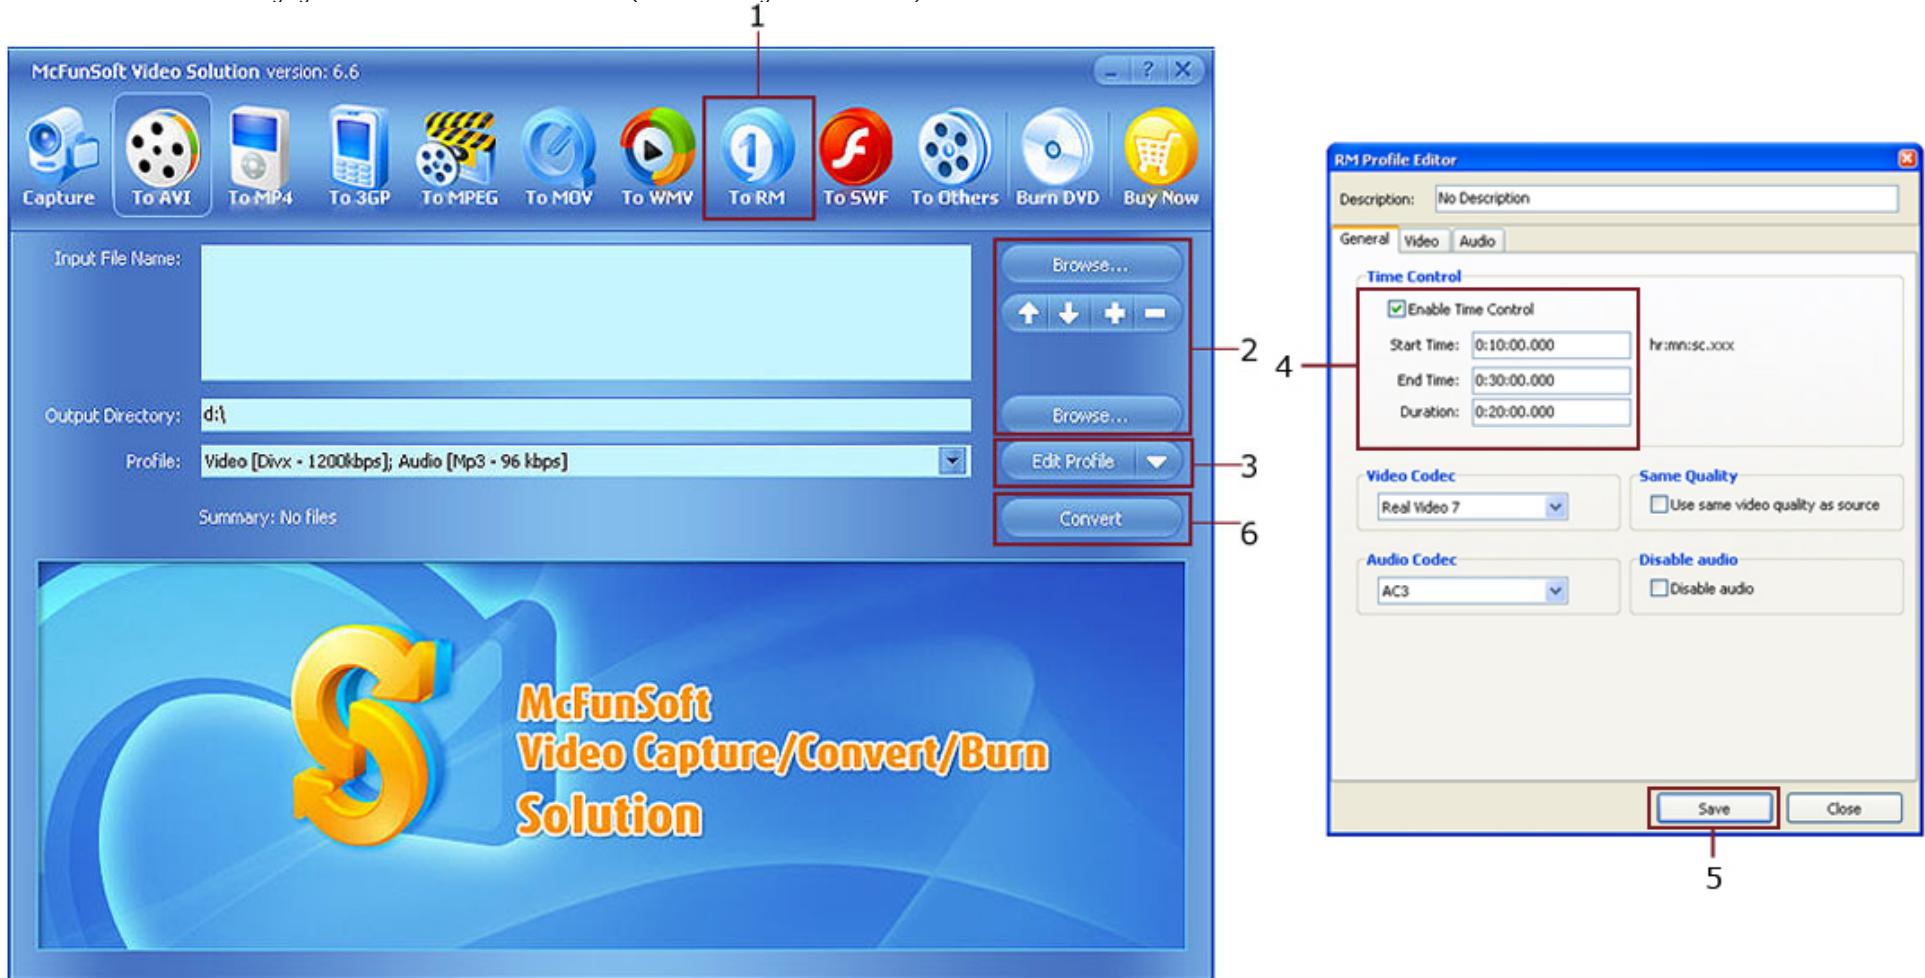 1
McFunSoft Video Solution version: 6.6
?
Capture To AVI To MP4 To 3GP To MPEG To MOV To WMV To RM To SWF To Others Burn DVD Buy Now
Input File Name:
Browse...
2
Output Directory: d:\ Browse...
Profile: Video [Divx - 1200kbps]; Audio [Mp3 - 96 kbps] Edit Profile 3
Summary: No files Convert
6
McFunSoft
Video Capture/Convert/Burn
Solution
RM Profile Editor
Description: No Description
General Video Audio
Time Control
Enable Time Control
Start Time: 0:10:00.000 hr:mn:sc.xxx
4
End Time: 0:30:00.000
Duration: 0:20:00.000
Video Codec Same Quality
Real Video 7 Use same video quality as source
Audio Codec Disable audio
AC3 Disable audio
Save Close
5